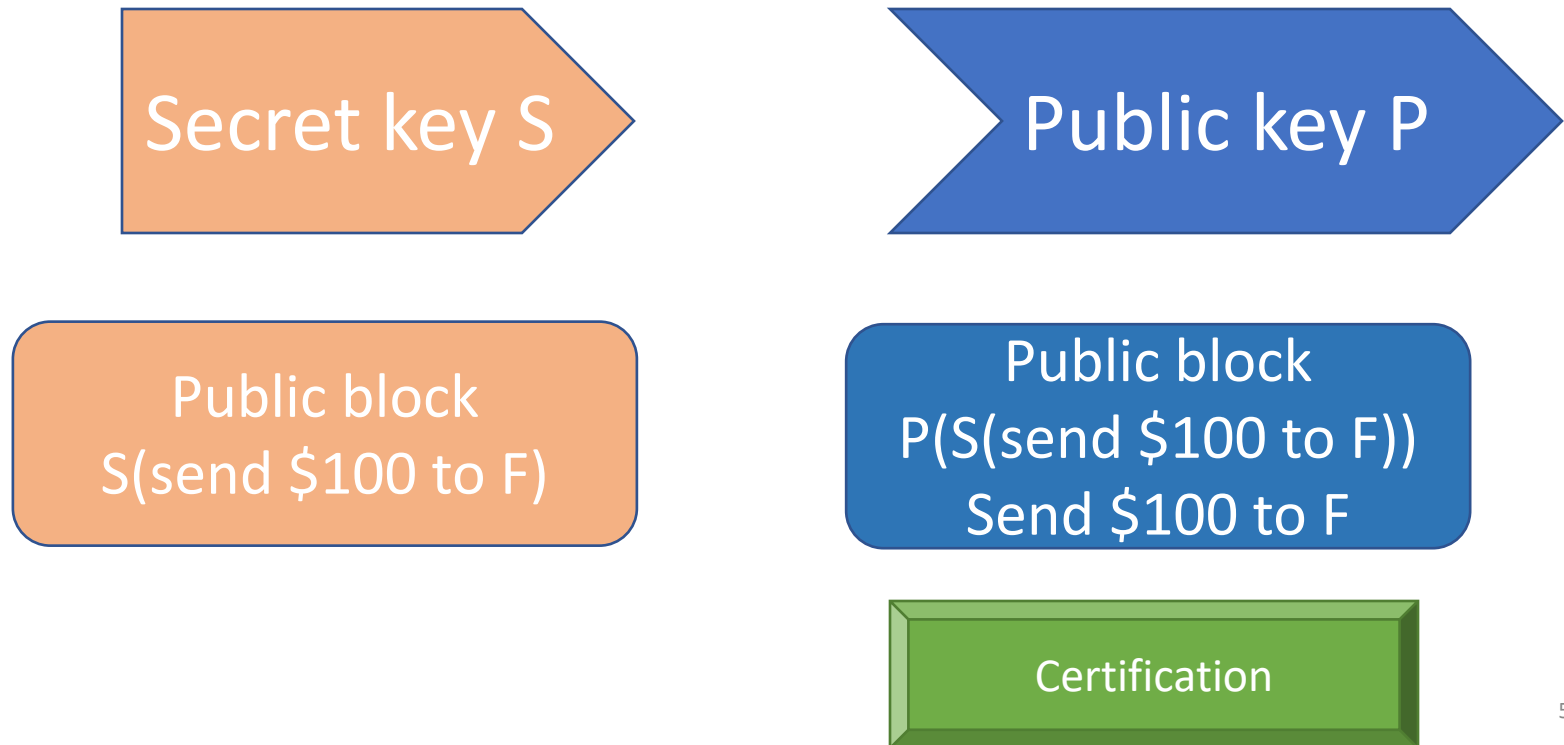 Secret key S
Public key P
Public block
S(send $100 to F)
Public block
P(S(send $100 to F))
Send $100 to F
Certification